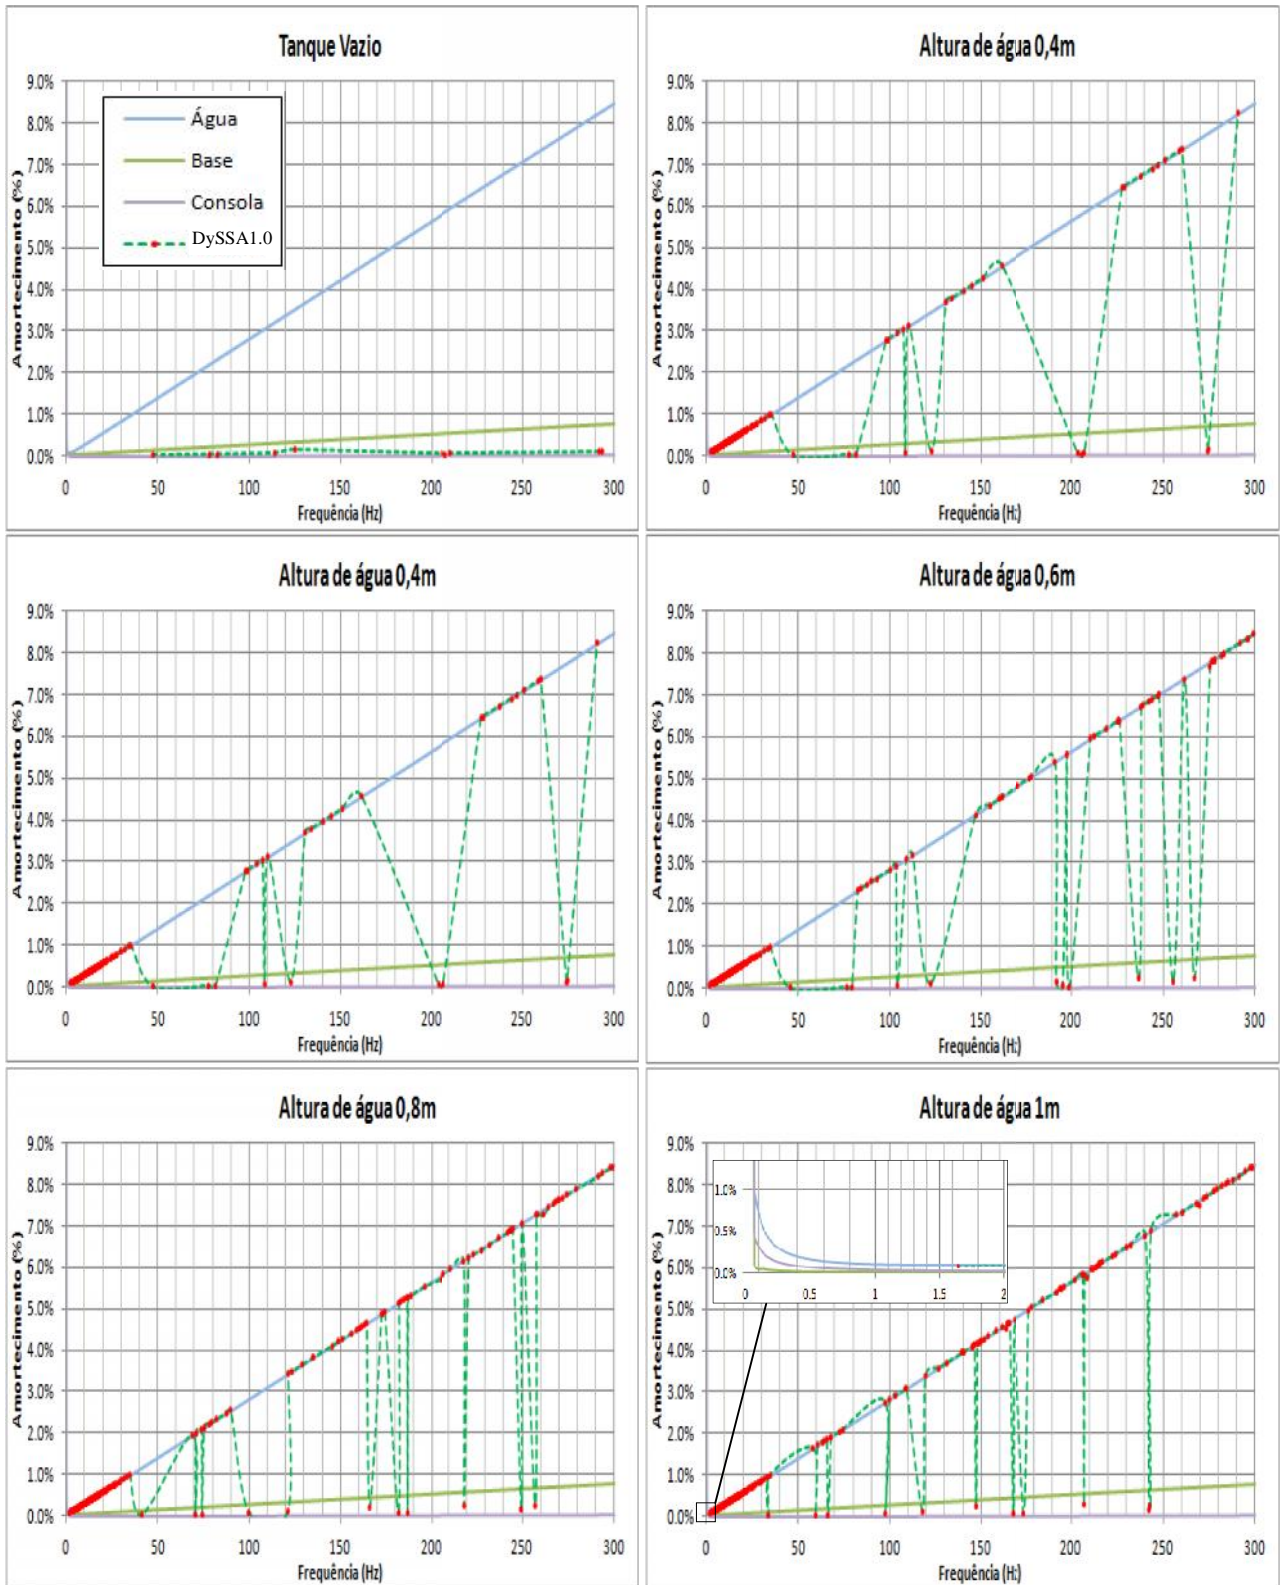 Tanque Vazio
Amortecimento (%)
9.0%
8.0%
7.0%
6.0%
5.0%
4.0%
3.0%
2.0%
1.0%
0.0%
Água
Base
Consola
DySSA1.0
0 50 100 150 200 250 300
Frequência (Hz)
Altura de água 0,4m
Amortecimento (%)
9.0%
8.0%
7.0%
6.0%
5.0%
4.0%
3.0%
2.0%
1.0%
0.0%
0 50 100 150 200 250 300
Frequência (Hz)
Altura de água 0,4m
Amortecimento (%)
9.0%
8.0%
7.0%
6.0%
5.0%
4.0%
3.0%
2.0%
1.0%
0.0%
0 50 100 150 200 250 300
Frequência (Hz)
Altura de água 0,6m
Amortecimento (%)
9.0%
8.0%
7.0%
6.0%
5.0%
4.0%
3.0%
2.0%
1.0%
0.0%
0 50 100 150 200 250 300
Frequência (Hz)
Altura de água 0,8m
Amortecimento (%)
9.0%
8.0%
7.0%
6.0%
5.0%
4.0%
3.0%
2.0%
1.0%
0.0%
0 50 100 150 200 250 300
Frequência (Hz)
Altura de água 1m
Amortecimento (%)
9.0%
8.0%
7.0%
6.0%
5.0%
4.0%
3.0%
2.0%
1.0%
0.0%
1.0%
0.5%
0.0%
0 0.5 1 1.5 2
0 50 100 150 200 250 300
Frequência (Hz)